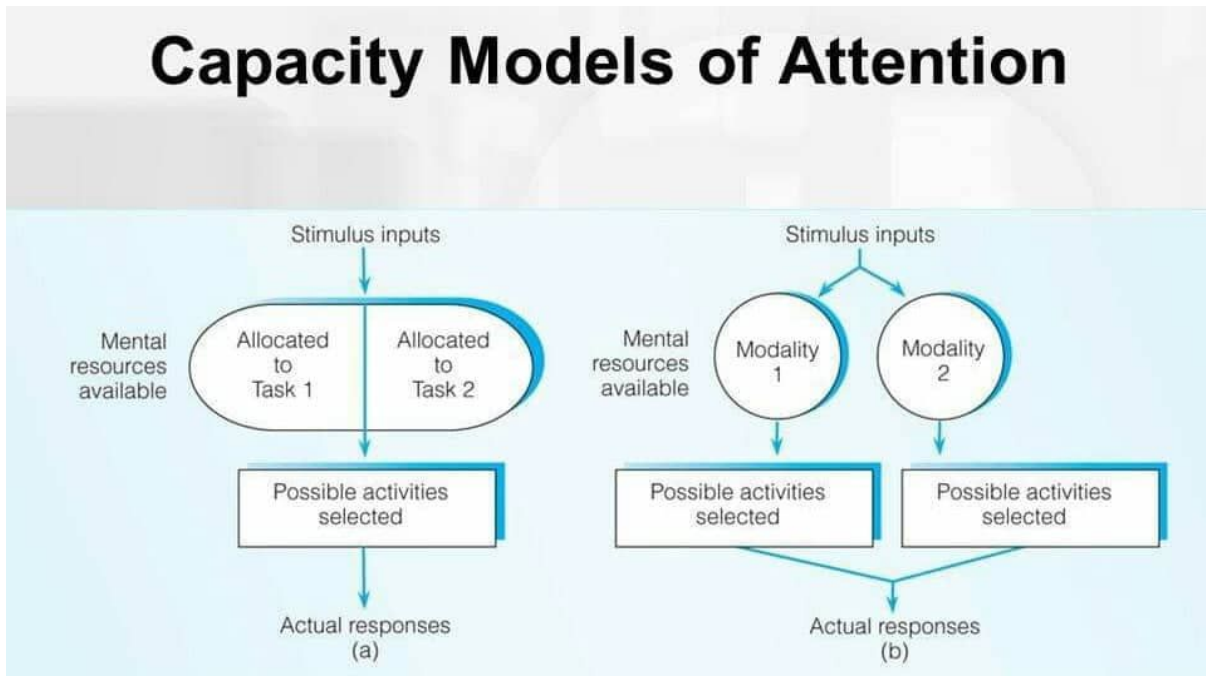 Capacity Models of Attention
Stimulus inputs
Mental
resources
available
Allocated
to
Task 1
Allocated
to
Task 2
Possible activities
selected
Actual responses
(a)
Stimulus inputs
Mental
resources
available
Modality
1
Modality
2
Possible activities
selected
Possible activities
selected
Actual responses
(b)